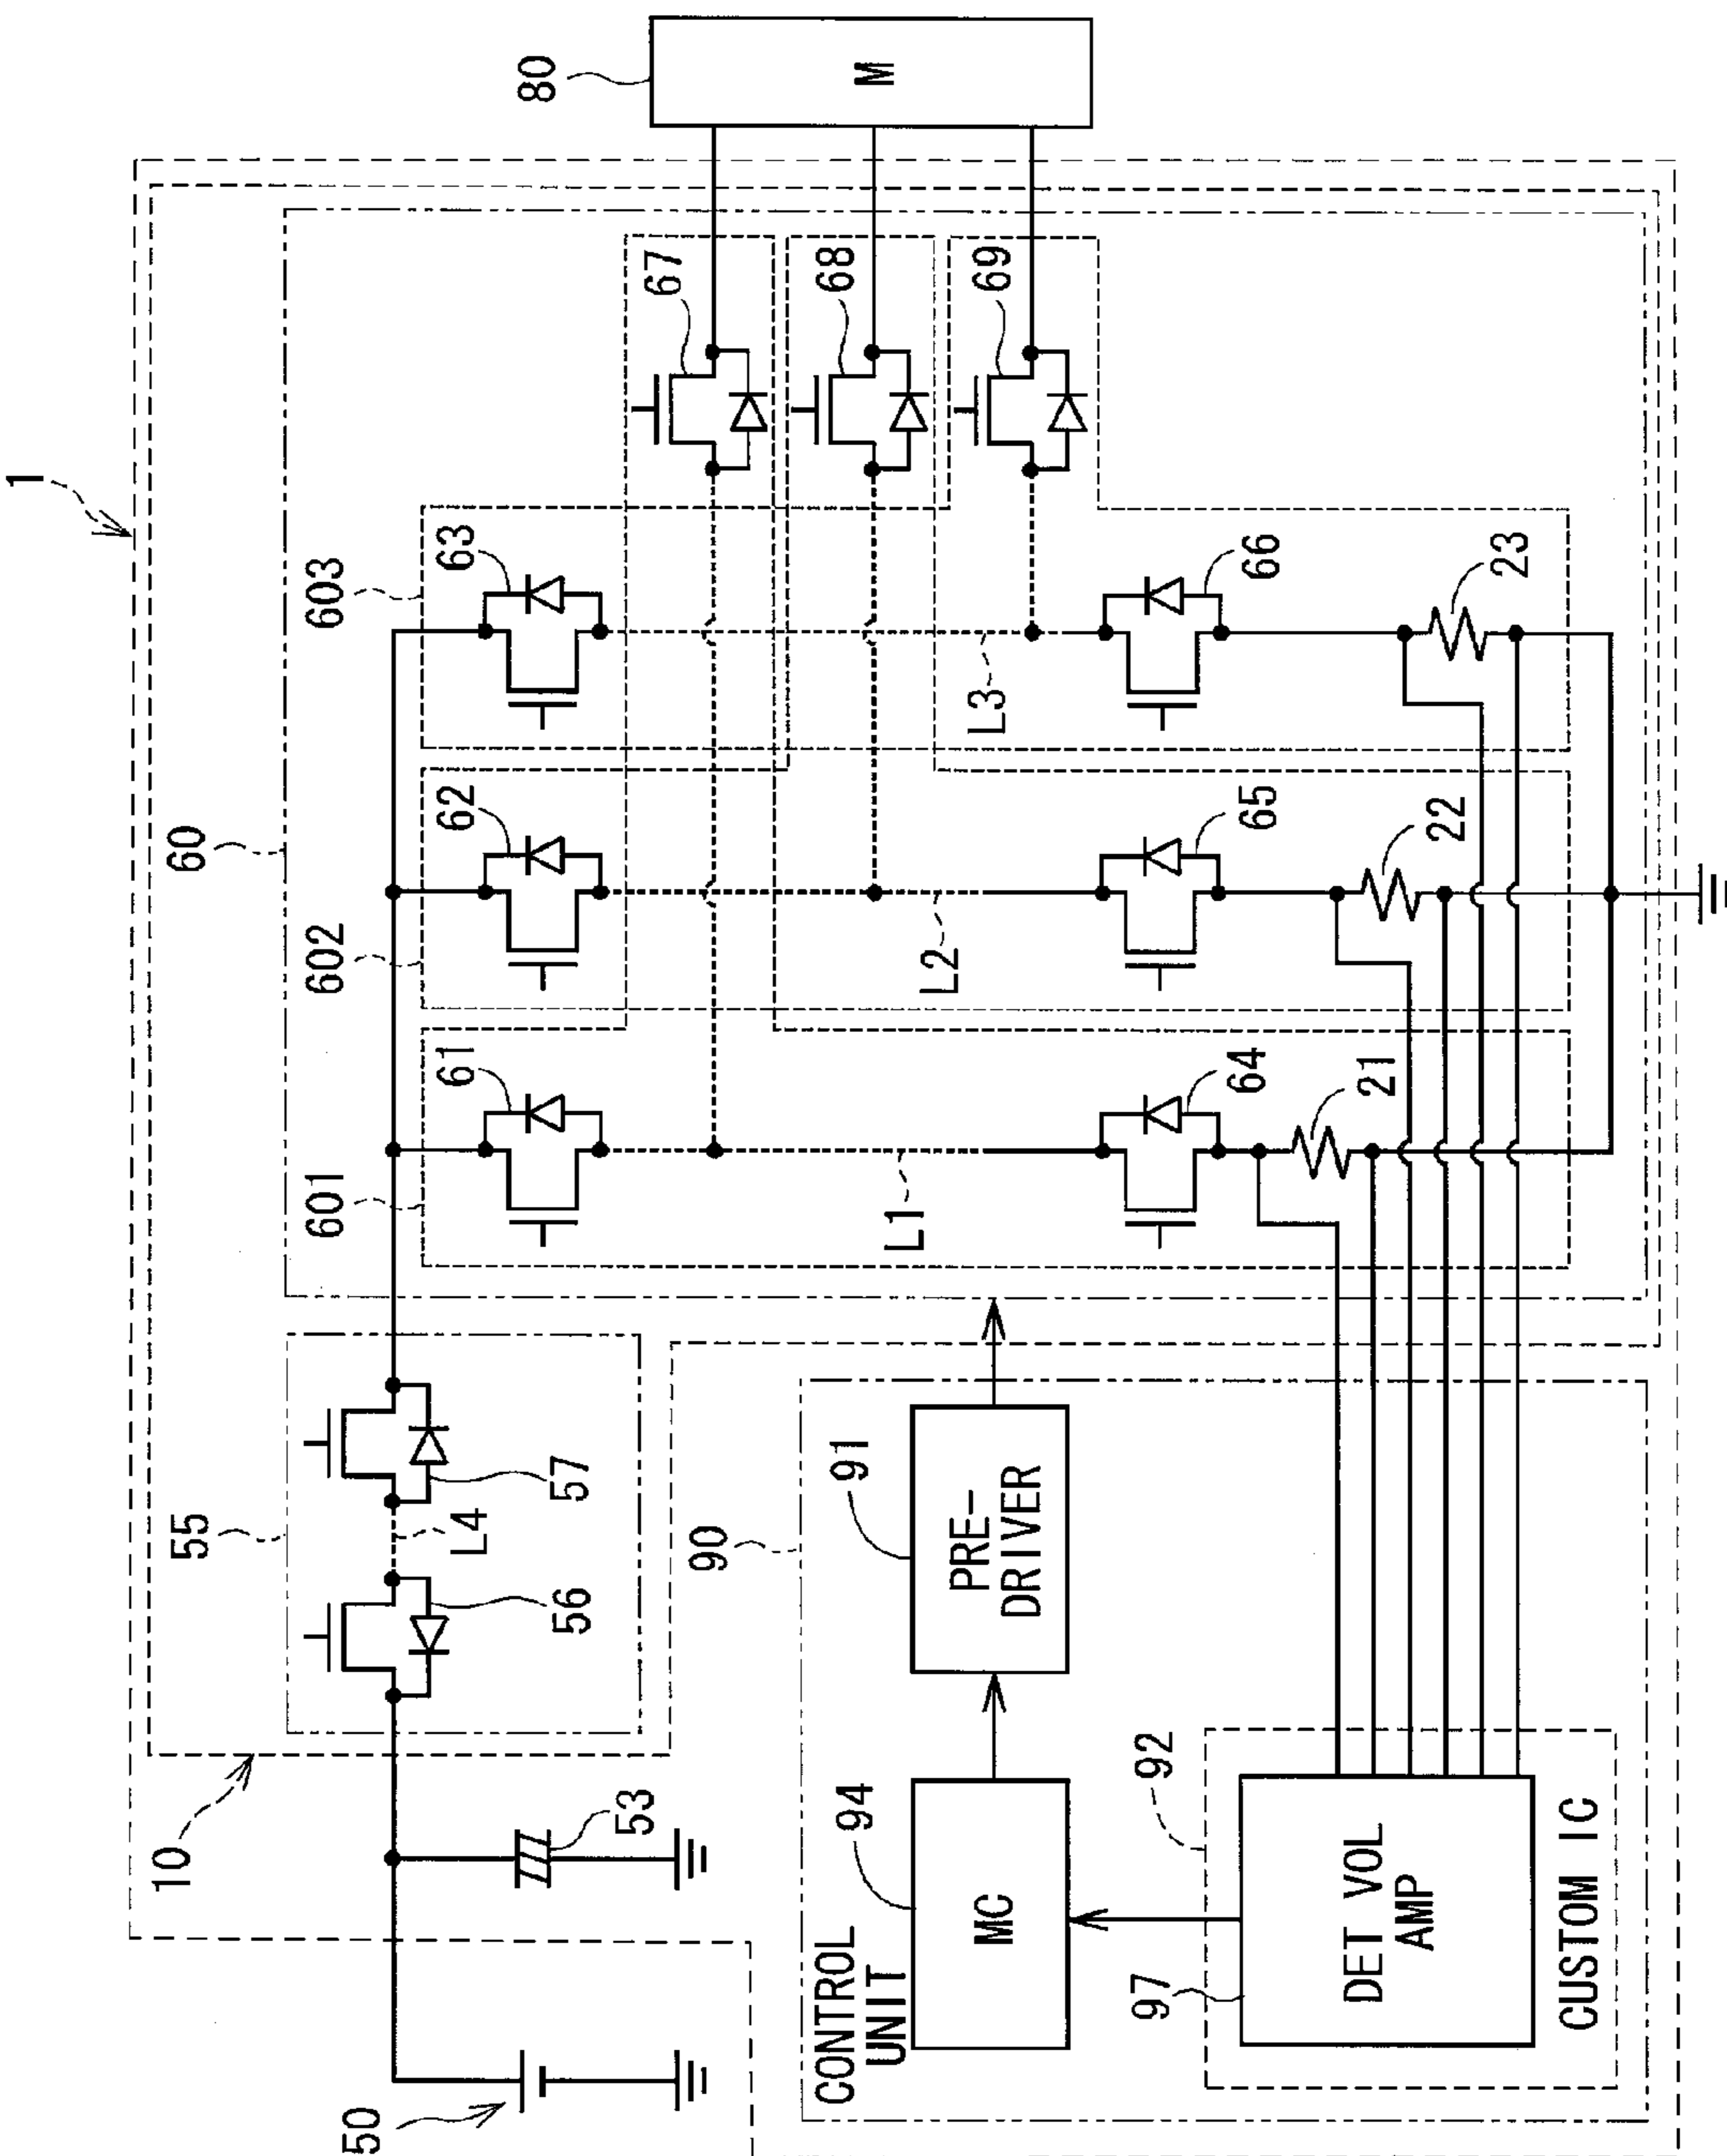 1
10
60
80
M
55
601
602
603
61
62
63
67
68
69
56
L4
57
L1
L2
L3
64
65
66
21
22
23
50
53
90
CONTROL
UNIT
94
MC
91
PRE-
DRIVER
92
97
DET VOL
AMP
CUSTOM IC